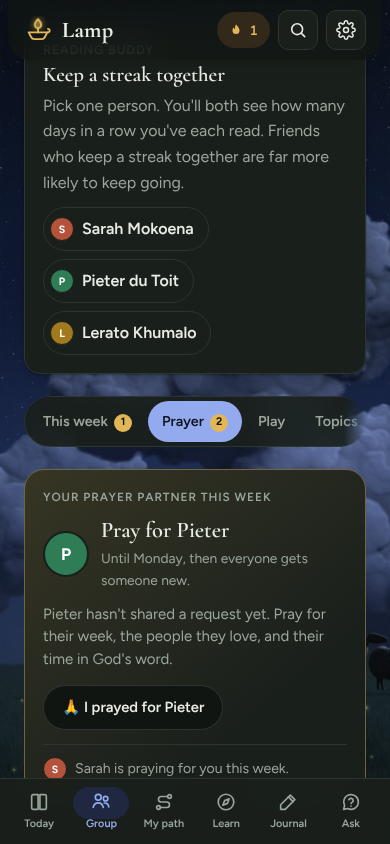 Lamp
1
READING BUDDY
Keep a streak together
Pick one person. You'll both see how many
days in a row you've each read. Friends
who keep a streak together are far more
likely to keep going.
S Sarah Mokoena
P Pieter du Toit
L Lerato Khumalo
This week 1 Prayer 2 Play Topics
YOUR PRAYER PARTNER THIS WEEK
P
Pray for Pieter
Until Monday, then everyone gets
someone new.
Pieter hasn't shared a request yet. Pray for
their week, the people they love, and their
time in God's word.
🙏 I prayed for Pieter
S Sarah is praying for you this week.
Today Group My path Learn Journal Ask